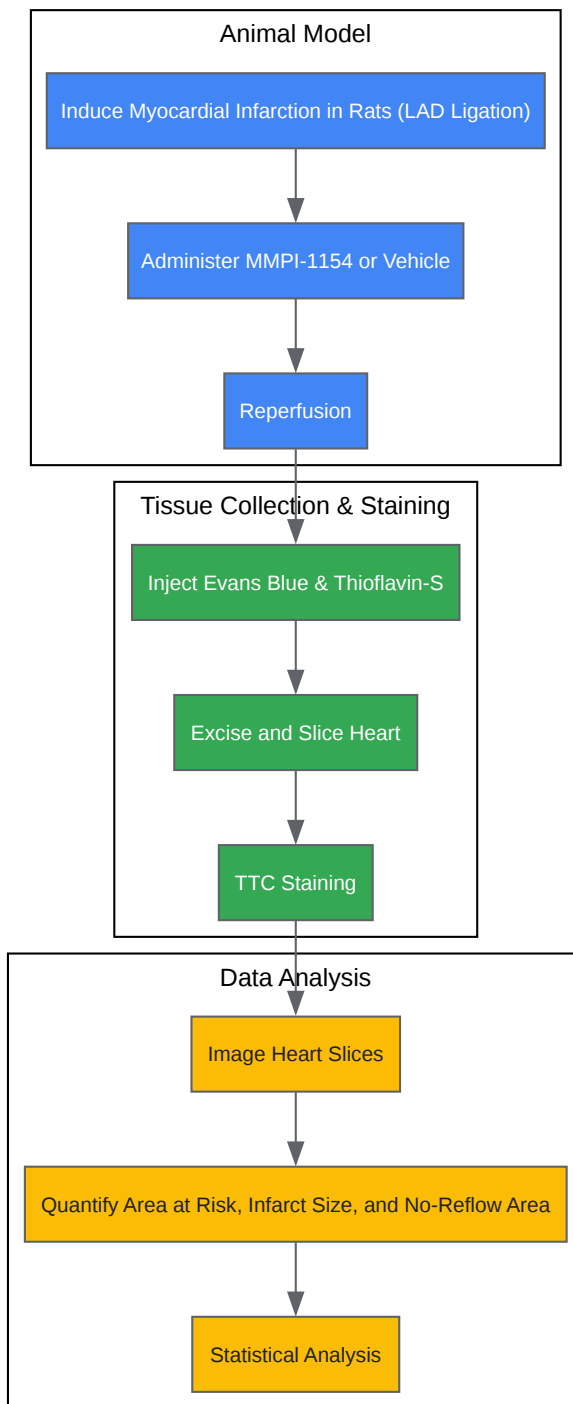 Animal Model
Induce Myocardial Infarction in Rats (LAD Ligation)
Administer MMPI-1154 or Vehicle
Reperfusion
Tissue Collection & Staining
Inject Evans Blue & Thioflavin-S
Excise and Slice Heart
TTC Staining
Data Analysis
Image Heart Slices
Quantify Area at Risk, Infarct Size, and No-Reflow Area
Statistical Analysis